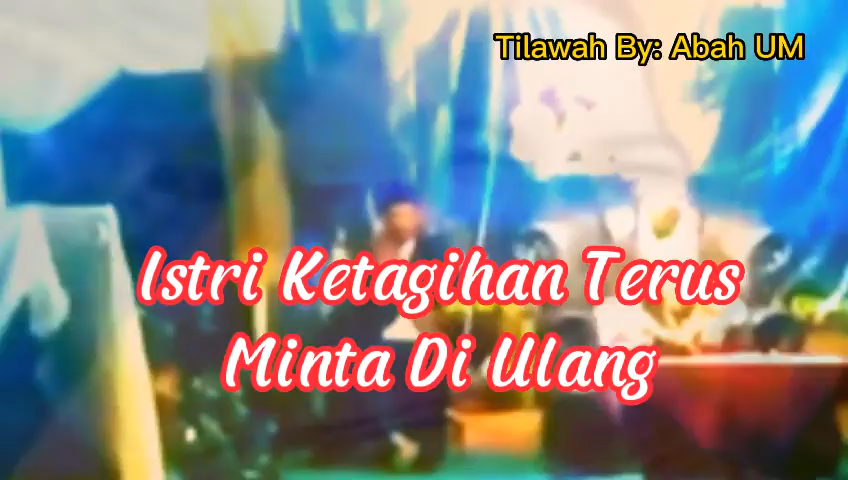 Tilawah By: Abah UM
Istri Ketagihan Terus
Minta Di Ulang